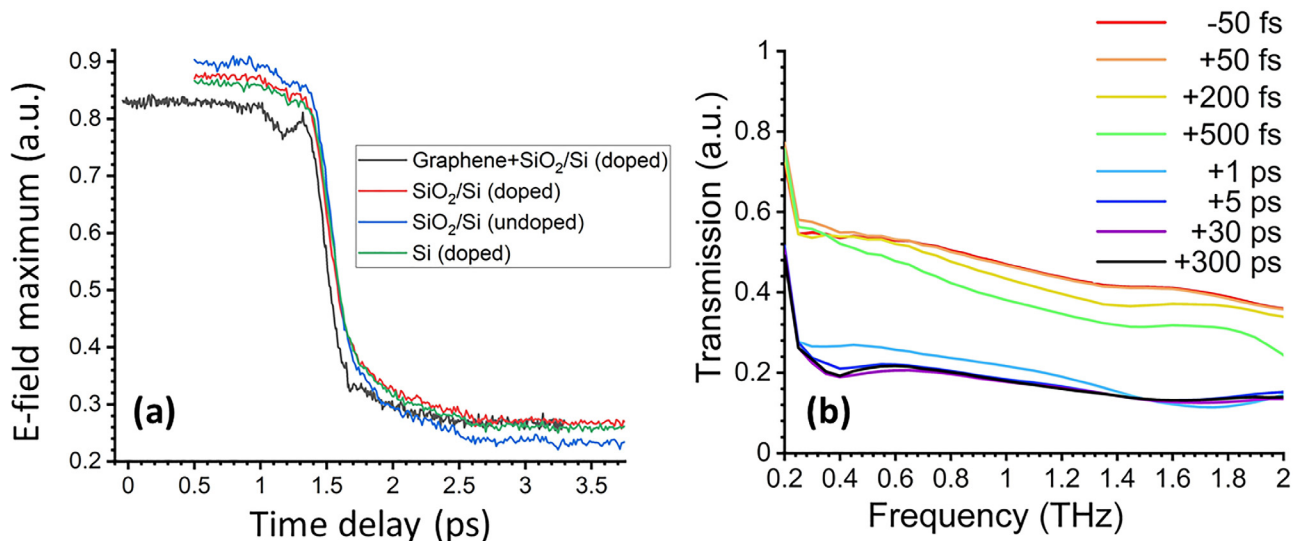 (a)
E-field maximum (a.u.)
0.9
0.8
0.7
0.6
0.5
0.4
0.3
0.2
0 0.5 1 1.5 2 2.5 3 3.5
Time delay (ps)
Graphene+SiO₂/Si (doped)
SiO₂/Si (doped)
SiO₂/Si (undoped)
Si (doped)
(b)
Transmission (a.u.)
1
0.8
0.6
0.4
0.2
0
0.2 0.4 0.6 0.8 1 1.2 1.4 1.6 1.8 2
Frequency (THz)
-50 fs
+50 fs
+200 fs
+500 fs
+1 ps
+5 ps
+30 ps
+300 ps